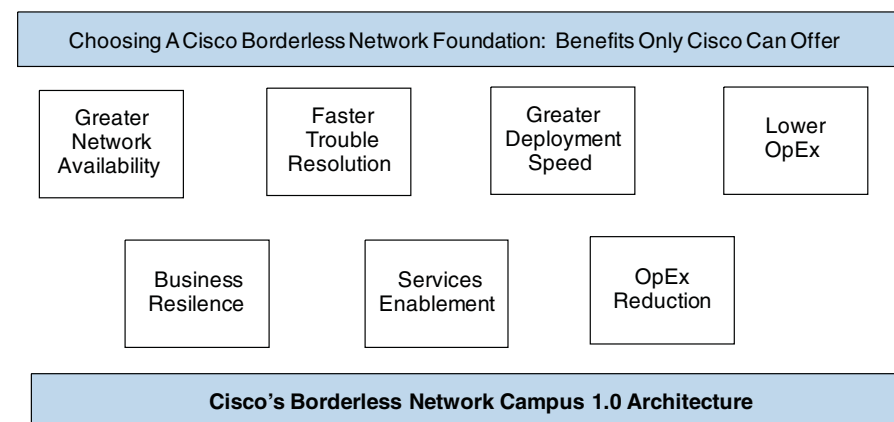 Choosing A Cisco Borderless Network Foundation: Benefits Only Cisco Can Offer
Greater
Network
Availability
Faster
Trouble
Resolution
Greater
Deployment
Speed
Lower
OpEx
Business
Resilence
Services
Enablement
OpEx
Reduction
Cisco's Borderless Network Campus 1.0 Architecture